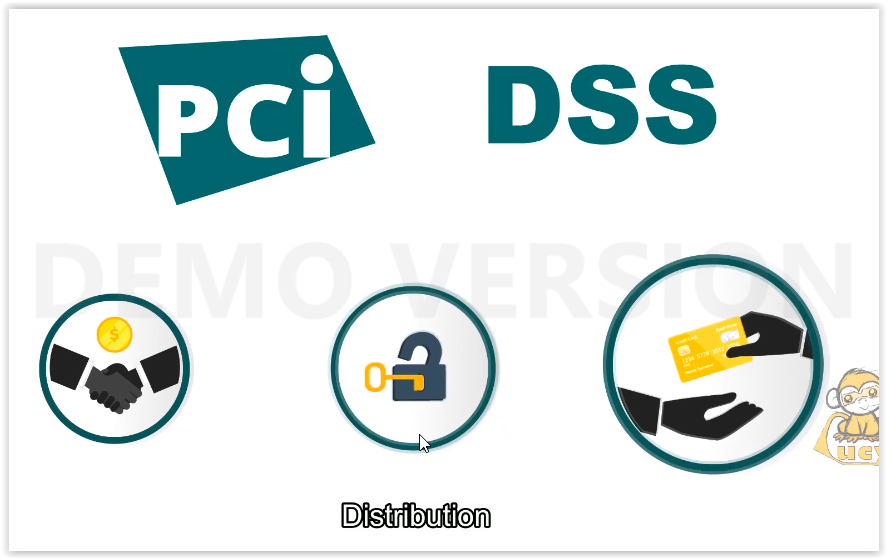 PCi DSS
DEMO VERSION
Distribution